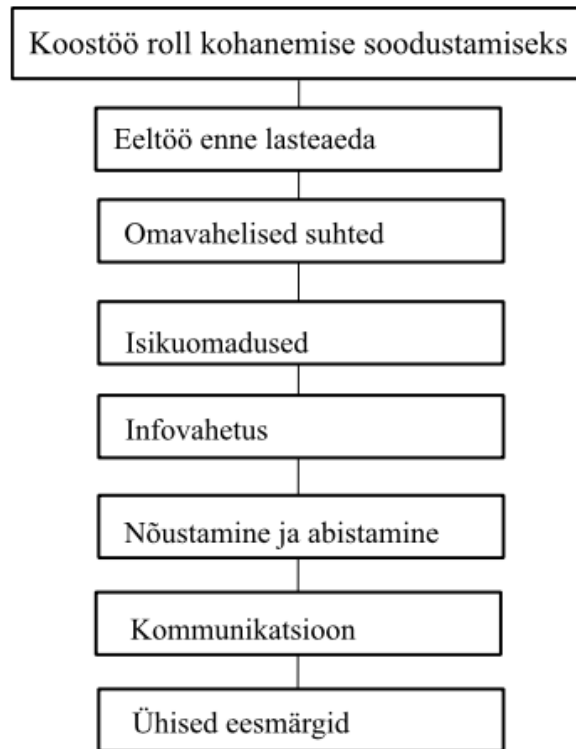 Koostöö roll kohanemise soodustamiseks
Eeltöö enne lasteaeda
Omavahelised suhted
Isikuomadused
Infovahetus
Nõustamine ja abistamine
Kommunikatsioon
Ühised eesmärgid